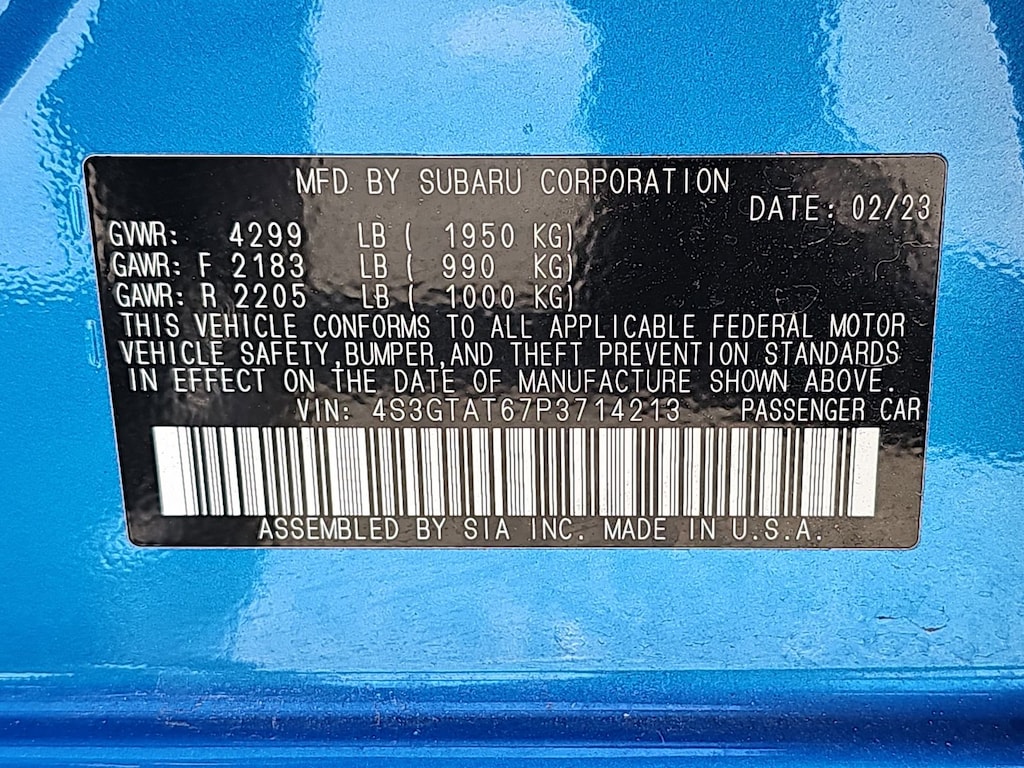 MFD. BY SUBARU CORPORATION
DATE: 02/23
GVWR: 4299 LB ( 1950 KG)
GAWR: F 2183 LB ( 990 KG)
GAWR: R 2205 LB ( 1000 KG)
THIS VEHICLE CONFORMS TO ALL APPLICABLE FEDERAL MOTOR
VEHICLE SAFETY,BUMPER,AND THEFT PREVENTION STANDARDS
IN EFFECT ON THE DATE OF MANUFACTURE SHOWN ABOVE.
VIN: 4S3GTAT67P3714213 PASSENGER CAR
ASSEMBLED BY SIA INC. MADE IN U.S.A.